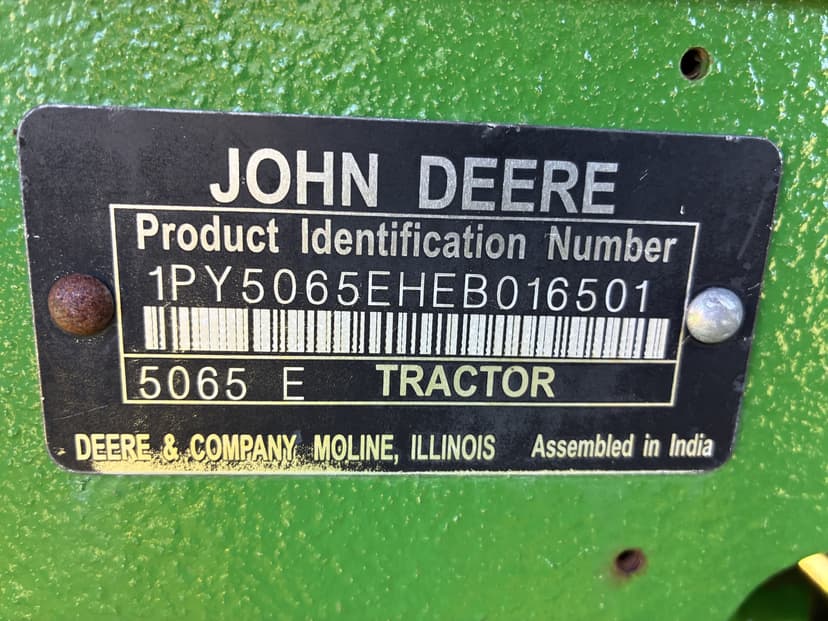 JOHN DEERE
Product Identification Number
1PY5065EHEB016501
5065 E TRACTOR
DEERE & COMPANY MOLINE, ILLINOIS Assembled in India